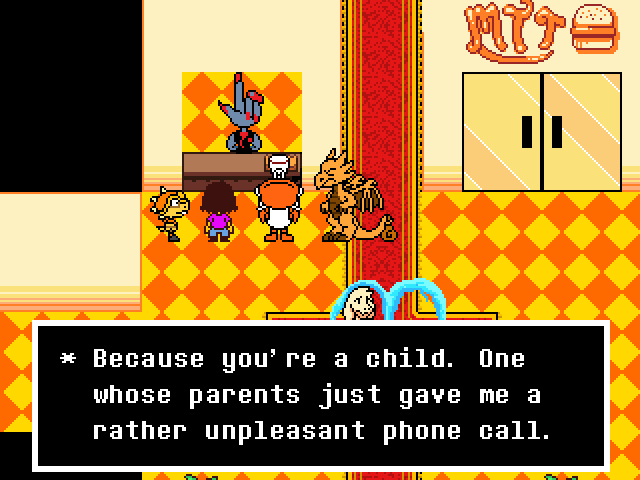 MTT
* Because you're a child. One
whose parents just gave me a
rather unpleasant phone call.